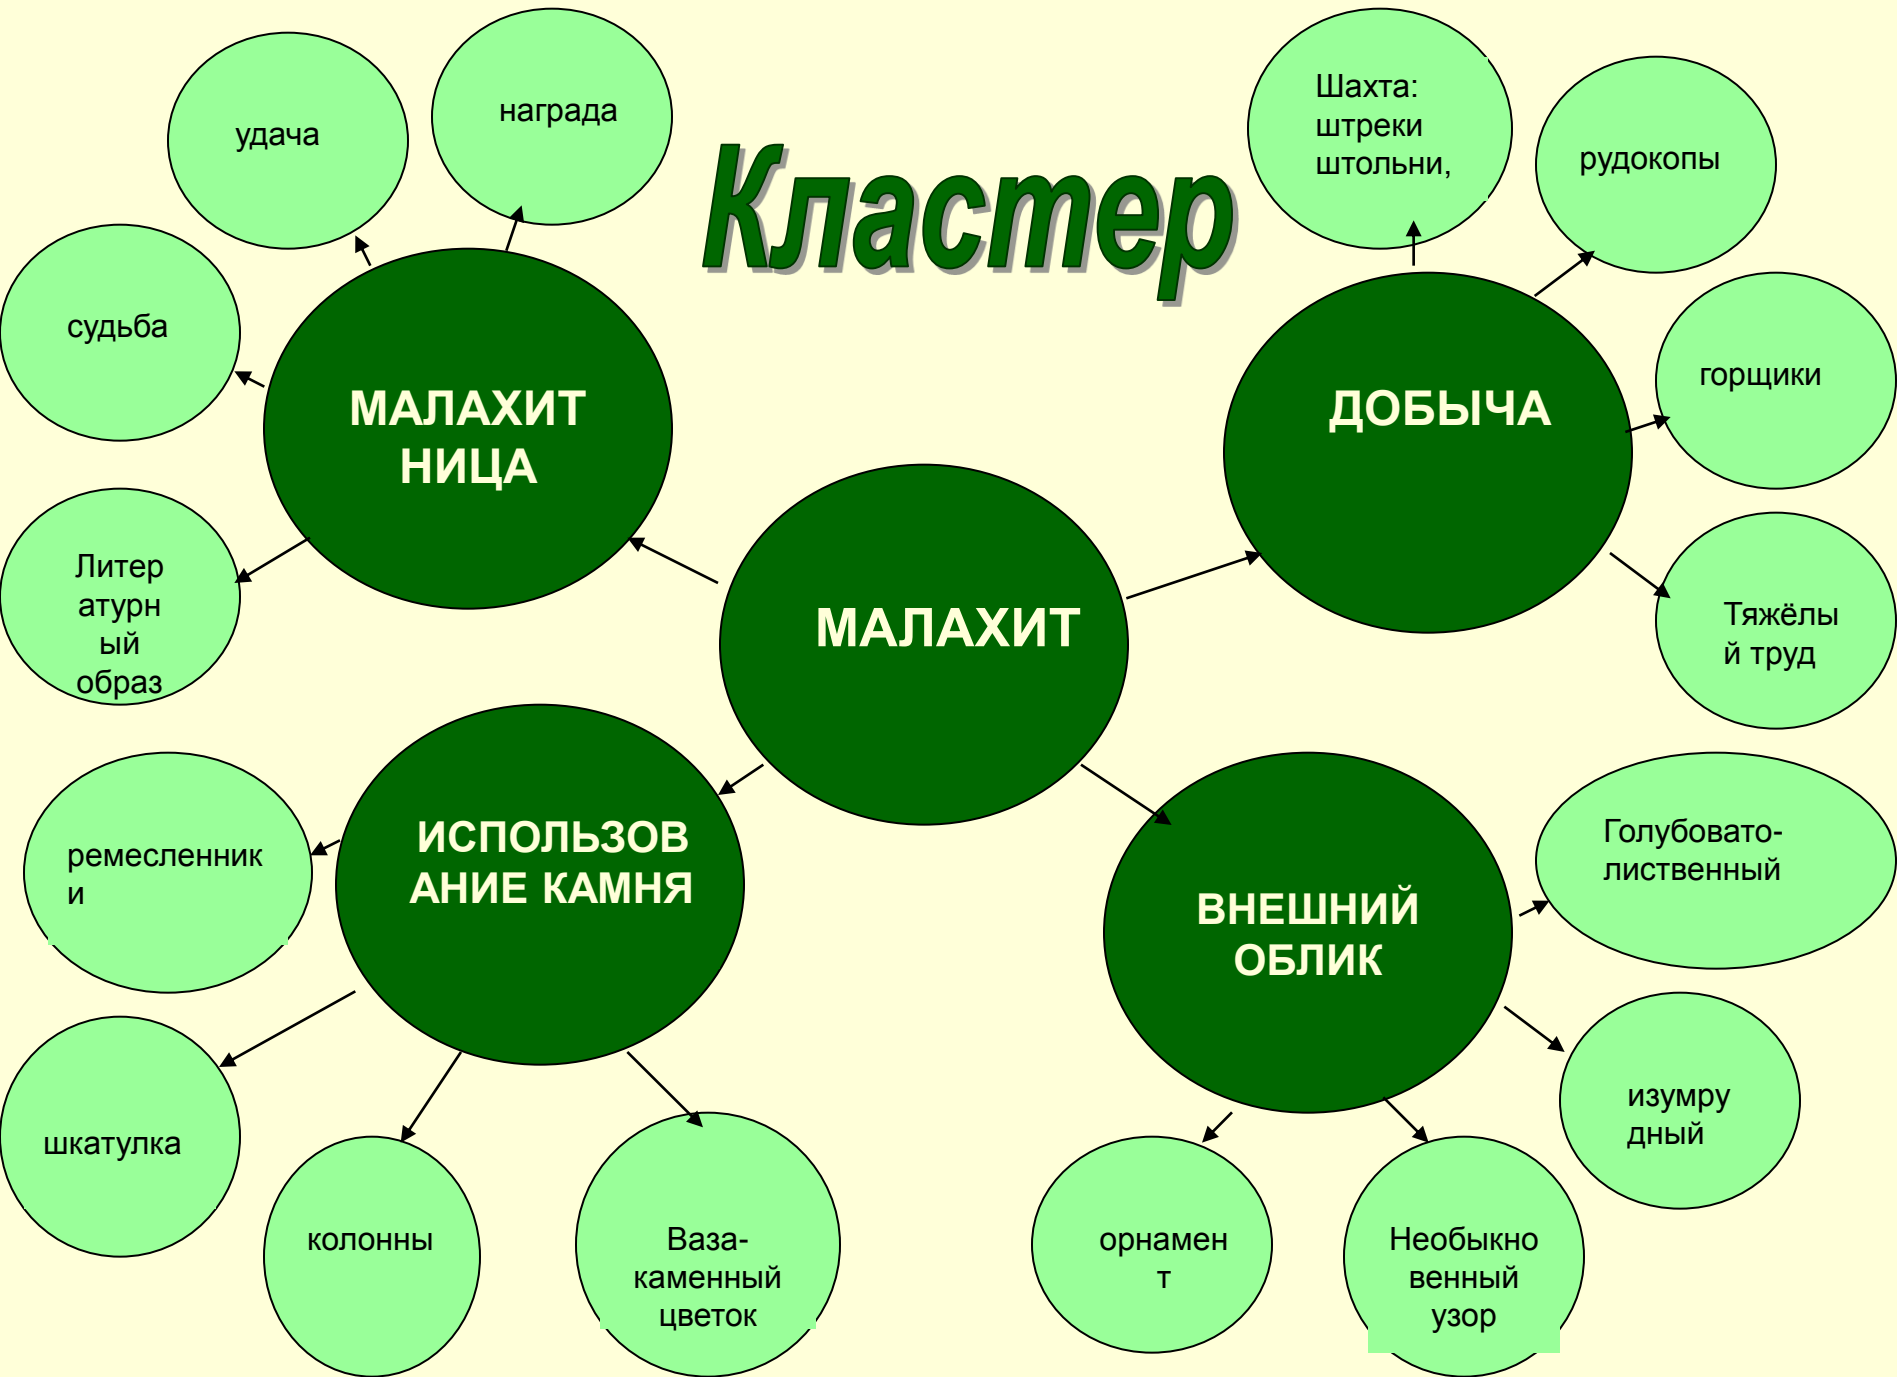 награда
удача
Кластер
Шахта:
штреки
штольни,
рудокопы
судьба
МАЛАХИТ
НИЦА
ДОБЫЧА
горщики
Литер
атурн
ый
образ
МАЛАХИТ
Тяжёлы
й труд
ремесленник
и
ИСПОЛЬЗОВ
АНИЕ КАМНЯ
ВНЕШНИЙ
ОБЛИК
Голубовато-
лиственный
изумру
дный
шкатулка
колонны
Ваза-
каменный
цветок
орнамен
т
Необыкно
венный
узор